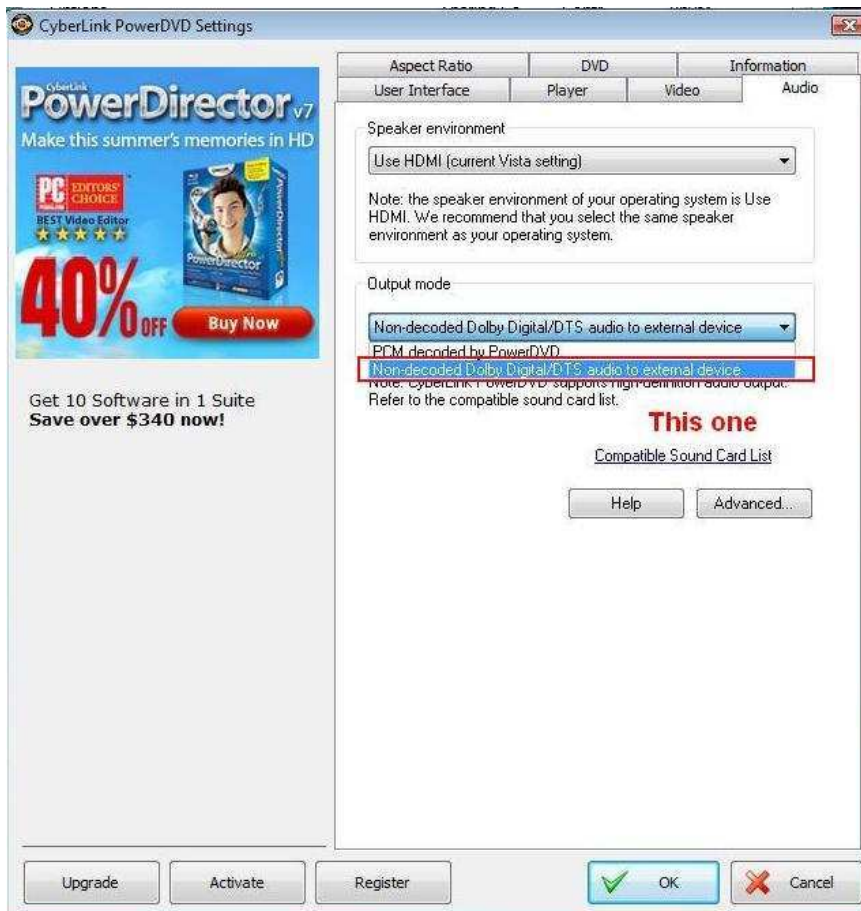 CyberLink PowerDVD Settings
CyberLink
PowerDirector v7
Make this summer's memories in HD
PC EDITORS'
CHOICE
BEST Video Editor
PowerDirector
40% OFF
Buy Now
Get 10 Software in 1 Suite
Save over $340 now!
Aspect Ratio DVD Information
User Interface Player Video Audio
Speaker environment
Use HDMI (current Vista setting)
Note: the speaker environment of your operating system is Use
HDMI. We recommend that you select the same speaker
environment as your operating system.
Output mode
Non-decoded Dolby Digital/DTS audio to external device
PCM decoded by PowerDVD
Non-decoded Dolby Digital/DTS audio to external device
Note: CyberLink PowerDVD supports high-definition audio output.
Refer to the compatible sound card list.
This one
Compatible Sound Card List
Help Advanced...
Upgrade Activate Register OK Cancel